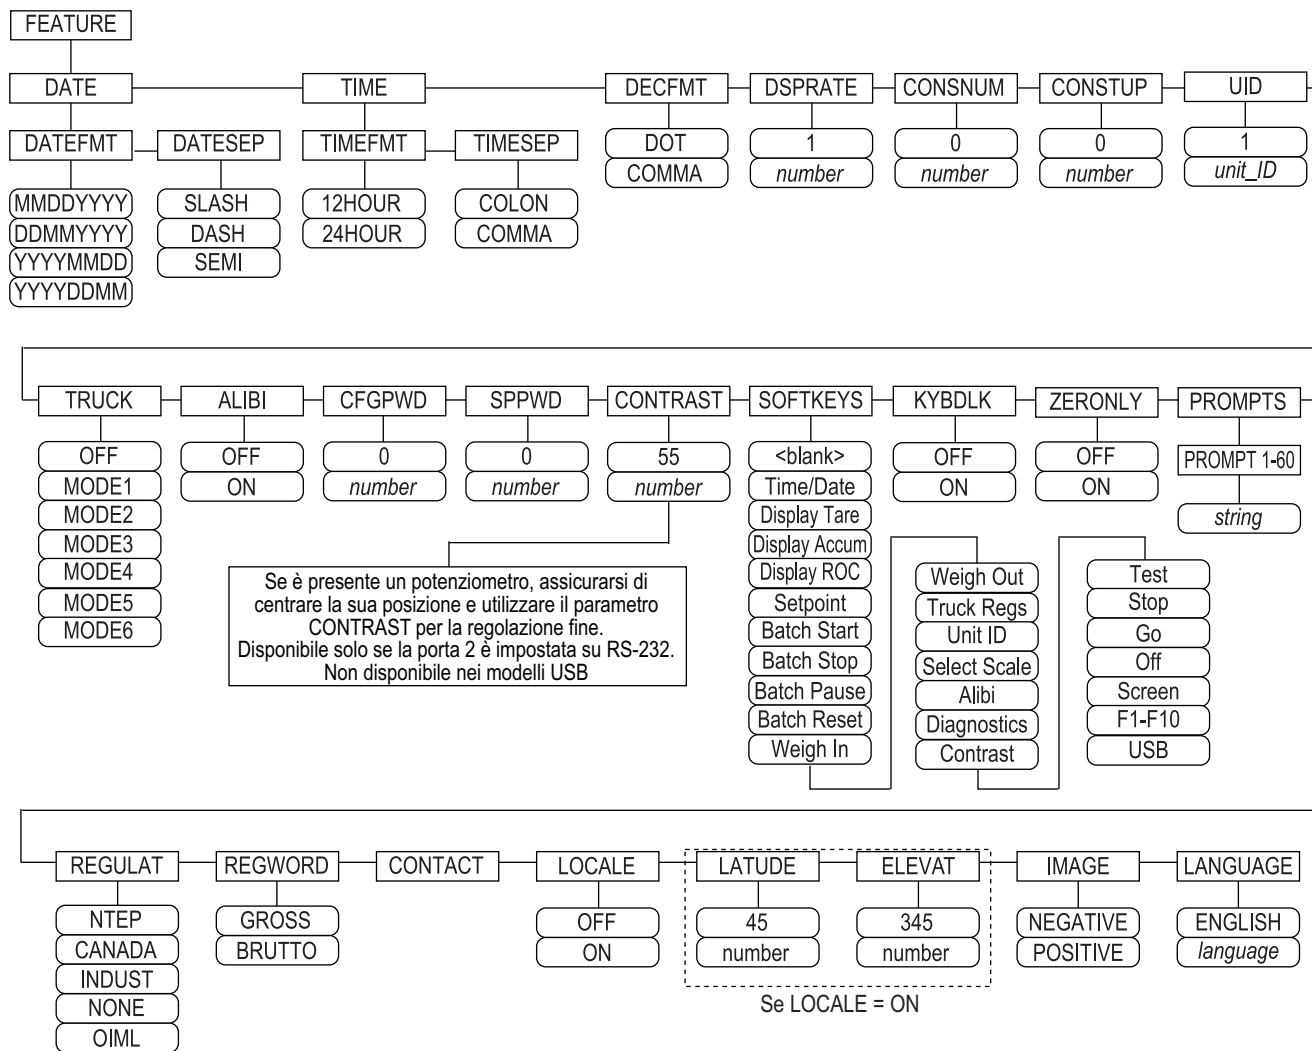 FEATURE
DATE
TIME
DECFMT
DSPRATE
CONSNUM
CONSTUP
UID
DATEFMT
DATESEP
TIMEFMT
TIMESEP
DOT
COMMA
1
number
0
number
0
number
1
unit_ID
MMDDYYYY
DDMMYYYY
YYYYMMDD
YYYYDDMM
SLASH
DASH
SEMI
12HOUR
24HOUR
COLON
COMMA
TRUCK
ALIBI
CFGPWD
SPPWD
CONTRAST
SOFTKEYS
KYBDLK
ZERONLY
PROMPTS
OFF
MODE1
MODE2
MODE3
MODE4
MODE5
MODE6
OFF
ON
0
number
0
number
55
number
Se è presente un potenziometro, assicurarsi di
centrare la sua posizione e utilizzare il parametro
CONTRAST per la regolazione fine.
Disponibile solo se la porta 2 è impostata su RS-232.
Non disponibile nei modelli USB
<blank>
Time/Date
Display Tare
Display Accum
Display ROC
Setpoint
Batch Start
Batch Stop
Batch Pause
Batch Reset
Weigh In
OFF
ON
Weigh Out
Truck Regs
Unit ID
Select Scale
Alibi
Diagnostics
Contrast
OFF
ON
Test
Stop
Go
Off
Screen
F1-F10
USB
PROMPT 1-60
string
REGULAT
REGWORD
CONTACT
LOCALE
LATUDE
ELEVAT
IMAGE
LANGUAGE
NTEP
CANADA
INDUST
NONE
OIML
GROSS
BRUTTO
OFF
ON
45
number
345
number
Se LOCALE = ON
NEGATIVE
POSITIVE
ENGLISH
language